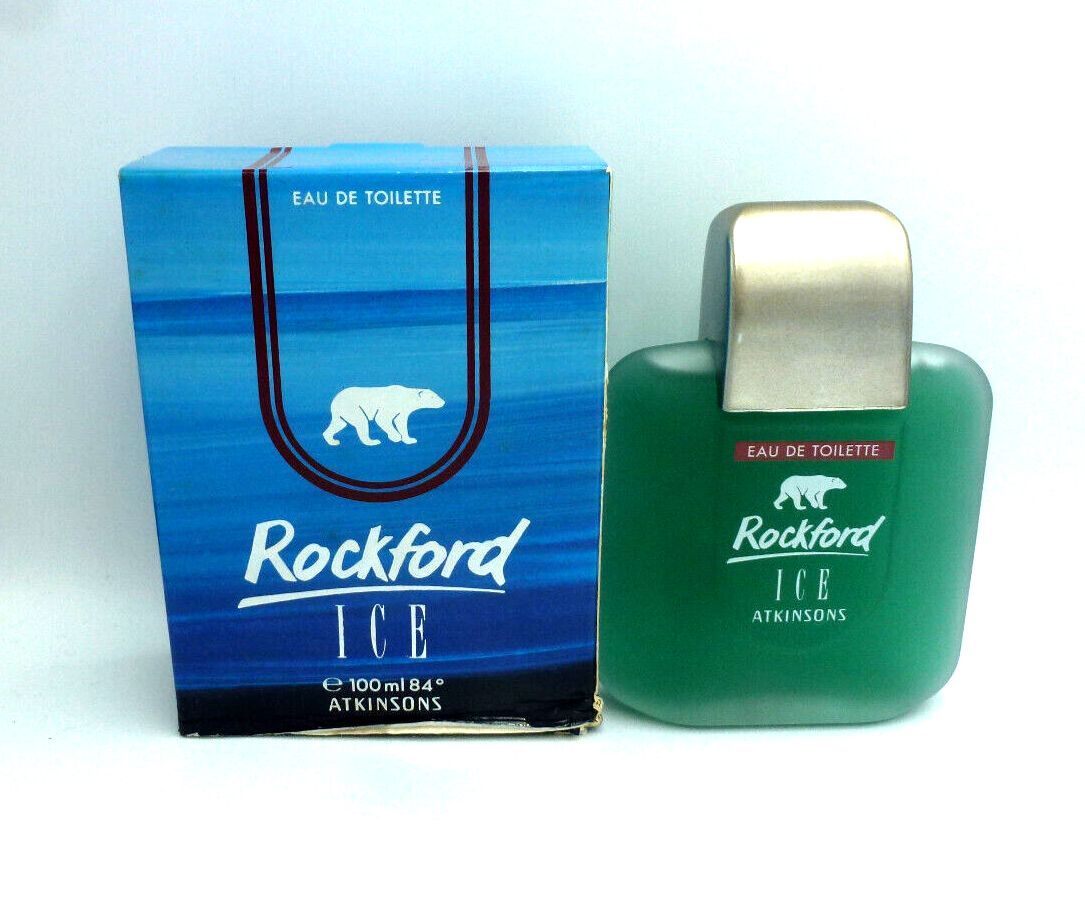 EAU DE TOILETTE
Rockford
ICE
℮ 100 ml 84°
ATKINSONS
EAU DE TOILETTE
Rockford
ICE
ATKINSONS